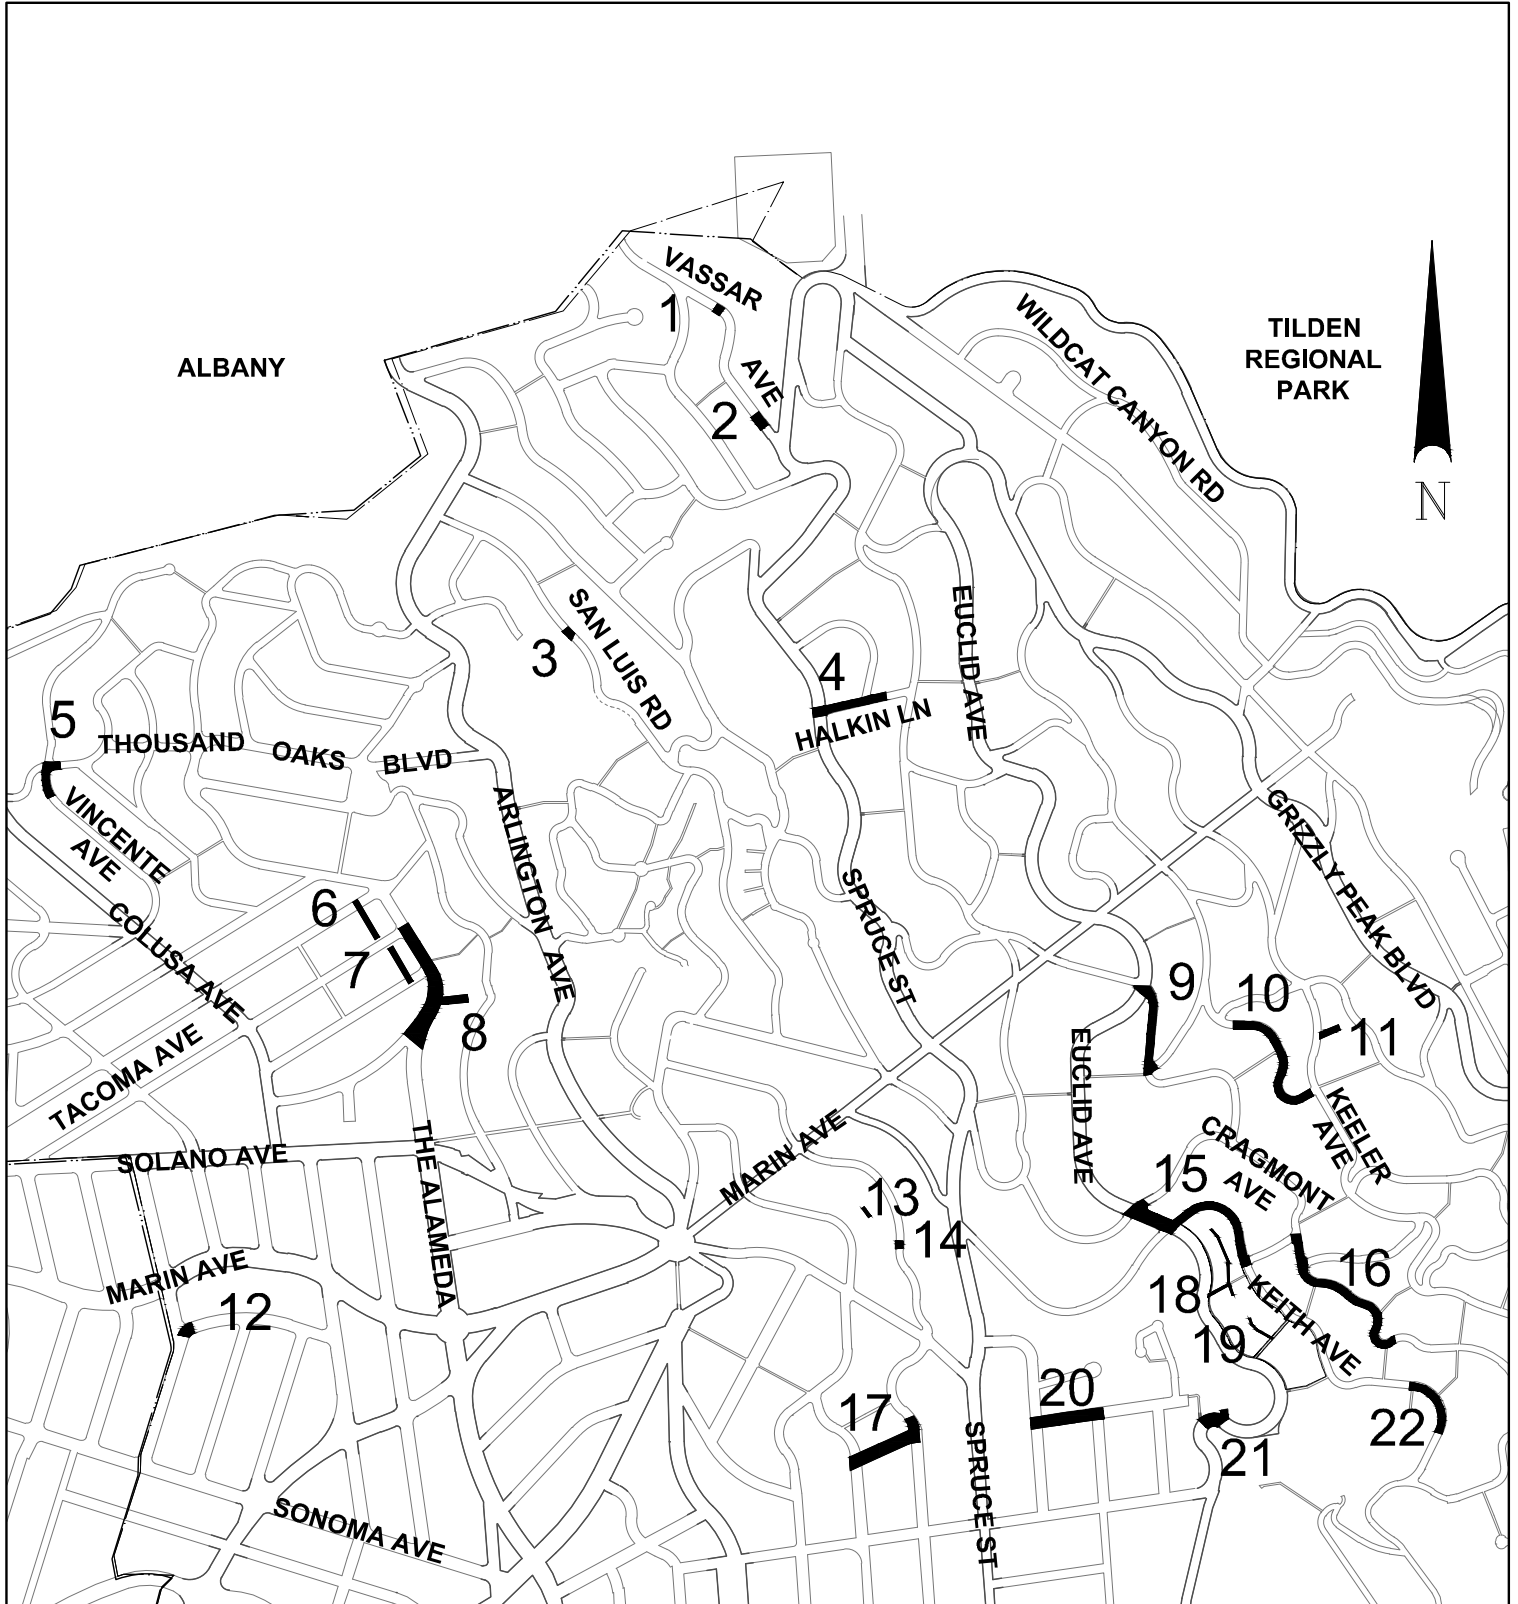 VASSAR
AVE
1
2
WILDCAT CANYON RD
TILDEN
REGIONAL
PARK
ALBANY
N
SAN LUIS RD
3
EUCLID AVE
4
HALKIN LN
5
THOUSAND OAKS BLVD
VINCENTE
AVE
ARLINGTON AVE
GRIZZLY PEAK BLVD
COLUSA AVE
6
7
8
SPRUCE ST
9
10
11
TACOMA AVE
EUCLID AVE
KEELER
AVE
SOLANO AVE
THE ALAMEDA
MARIN AVE
CRAGMONT
AVE
13
14
15
16
MARIN AVE
12
18
19
KEITH AVE
17
20
21
22
SPRUCE ST
SONOMA AVE